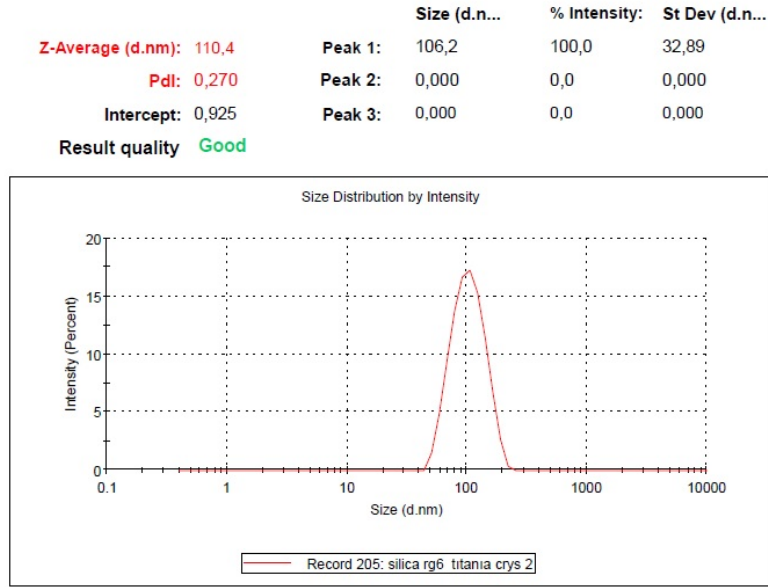 Size (d.n... % Intensity: St Dev (d.n...
Z-Average (d.nm): 110,4 Peak 1: 106,2 100,0 32,89
PdI: 0,270 Peak 2: 0,000 0,0 0,000
Intercept: 0,925 Peak 3: 0,000 0,0 0,000
Result quality Good
Size Distribution by Intensity
20
15
10
5
0
Intensity (Percent)
0.1 1 10 100 1000 10000
Size (d.nm)
Record 205: silica rg6 titania crys 2